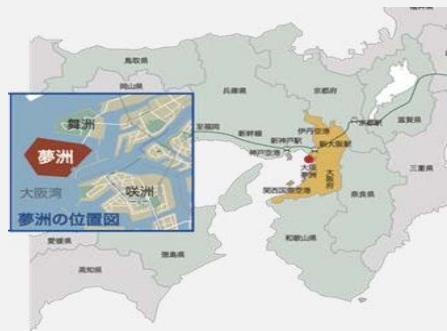 鳥取県
岡山県
兵庫県
京都府
滋賀県
京都駅
伊丹空港
新大阪駅
至福岡
新幹線
新神戸駅
神戸空港
大阪
夢洲
大阪府
関西国際空港
奈良県
三重県
和歌山県
徳島県
愛媛県
高知県
舞洲
夢洲
咲洲
大阪湾
夢洲の位置図